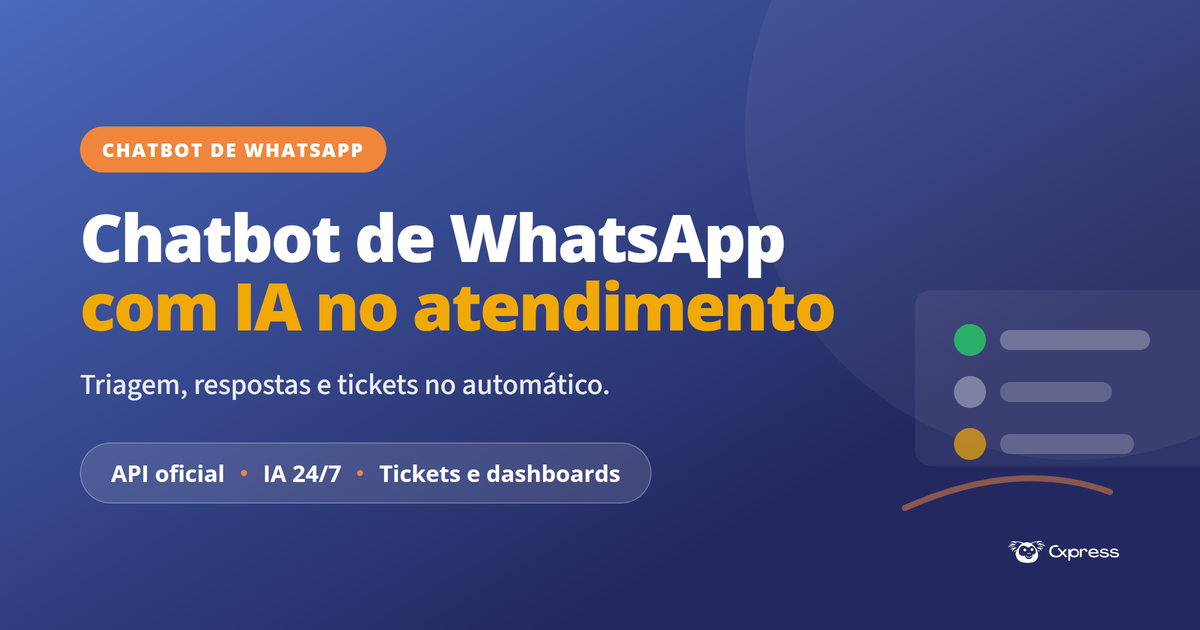 CHATBOT DE WHATSAPP
Chatbot de WhatsApp
com IA no atendimento
Triagem, respostas e tickets no automático.
API oficial • IA 24/7 • Tickets e dashboards
Cxpress